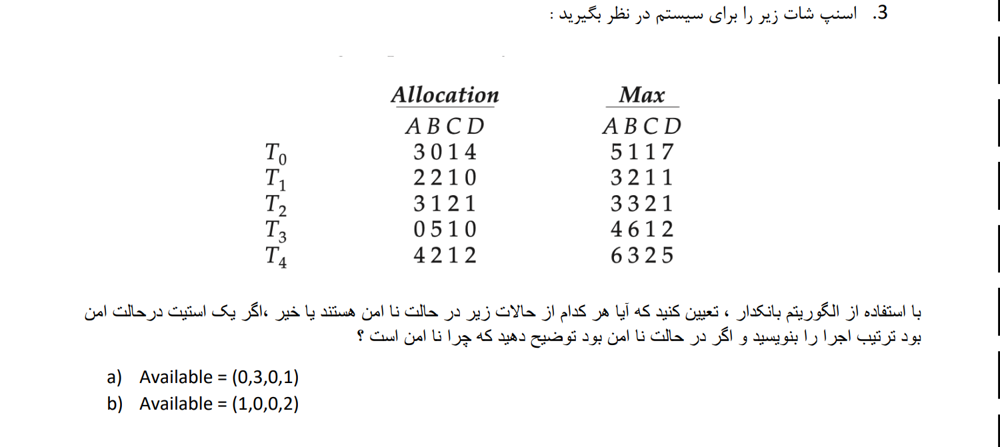 3. اسنپ شات زیر را برای سیستم در نظر بگیرید :
Allocation Max
A B C D A B C D
T0 3 0 1 4 5 1 1 7
T1 2 2 1 0 3 2 1 1
T2 3 1 2 1 3 3 2 1
T3 0 5 1 0 4 6 1 2
T4 4 2 1 2 6 3 2 5
با استفاده از الگوریتم بانکدار ، تعیین کنید که آیا هر کدام از حالات زیر در حالت نا امن هستند یا خیر ،اگر یک استیت درحالت امن
بود ترتیب اجرا را بنویسید و اگر در حالت نا امن بود توضیح دهید که چرا نا امن است ؟
a) Available = (0,3,0,1)
b) Available = (1,0,0,2)